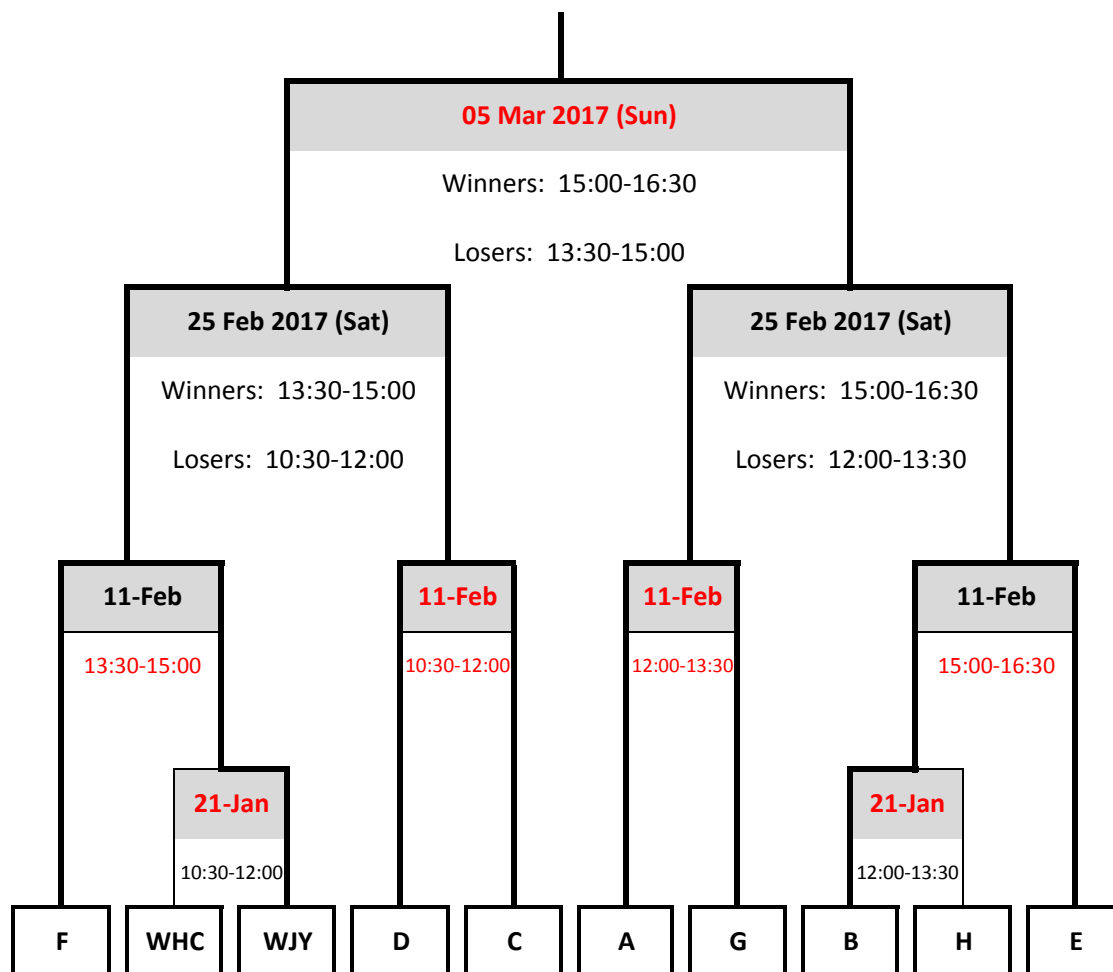 05 Mar 2017 (Sun)
Winners: 15:00-16:30
Losers: 13:30-15:00
25 Feb 2017 (Sat)
25 Feb 2017 (Sat)
Winners: 13:30-15:00
Winners: 15:00-16:30
Losers: 10:30-12:00
Losers: 12:00-13:30
11-Feb
11-Feb
11-Feb
11-Feb
13:30-15:00
10:30-12:00
12:00-13:30
15:00-16:30
21-Jan
21-Jan
10:30-12:00
12:00-13:30
F
WHC
WJY
D
C
A
G
B
H
E